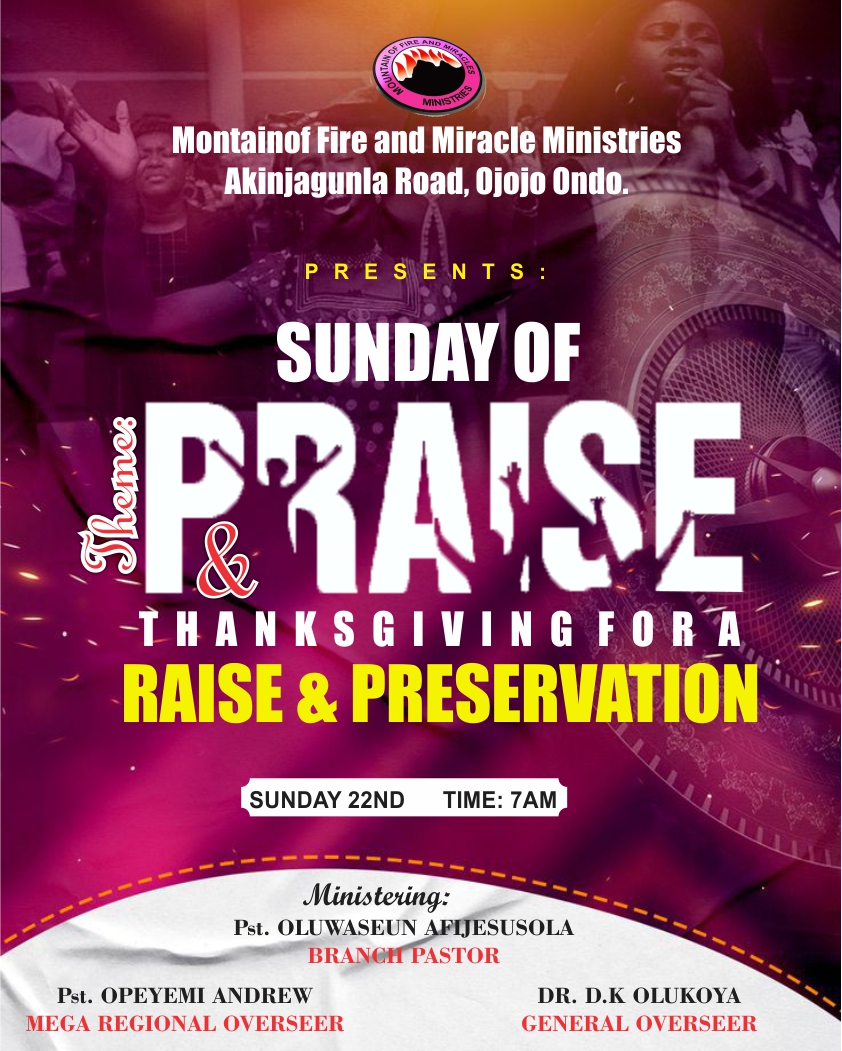 MOUNTAIN OF FIRE AND MIRACLES
MINISTRIES
Montainof Fire and Miracle Ministries
Akinjagunla Road, Ojojo Ondo.
PRESENTS:
SUNDAY OF
Theme:
PRAISE
&
THANKSGIVING FOR A
RAISE & PRESERVATION
SUNDAY 22ND TIME: 7AM
Ministering:
Pst. OLUWASEUN AFIJESUSOLA
BRANCH PASTOR
Pst. OPEYEMI ANDREW
MEGA REGIONAL OVERSEER
DR. D.K OLUKOYA
GENERAL OVERSEER